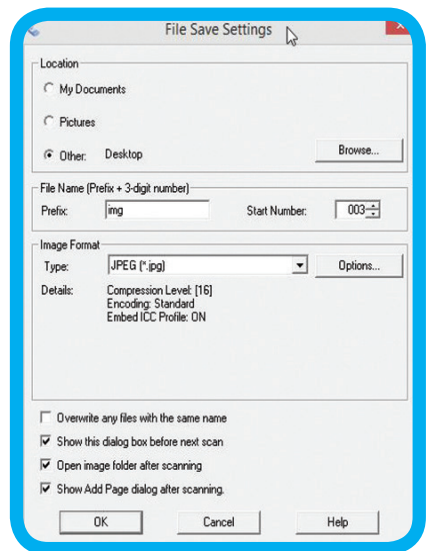 File Save Settings
Location
My Documents
Pictures
Other: Desktop Browse...
File Name (Prefix + 3-digit number)
Prefix: img Start Number: 003
Image Format
Type: JPEG (*.jpg) Options...
Details: Compression Level: [16]
Encoding: Standard
Embed ICC Profile: ON
Overwrite any files with the same name
Show this dialog box before next scan
Open image folder after scanning
Show Add Page dialog after scanning.
OK Cancel Help